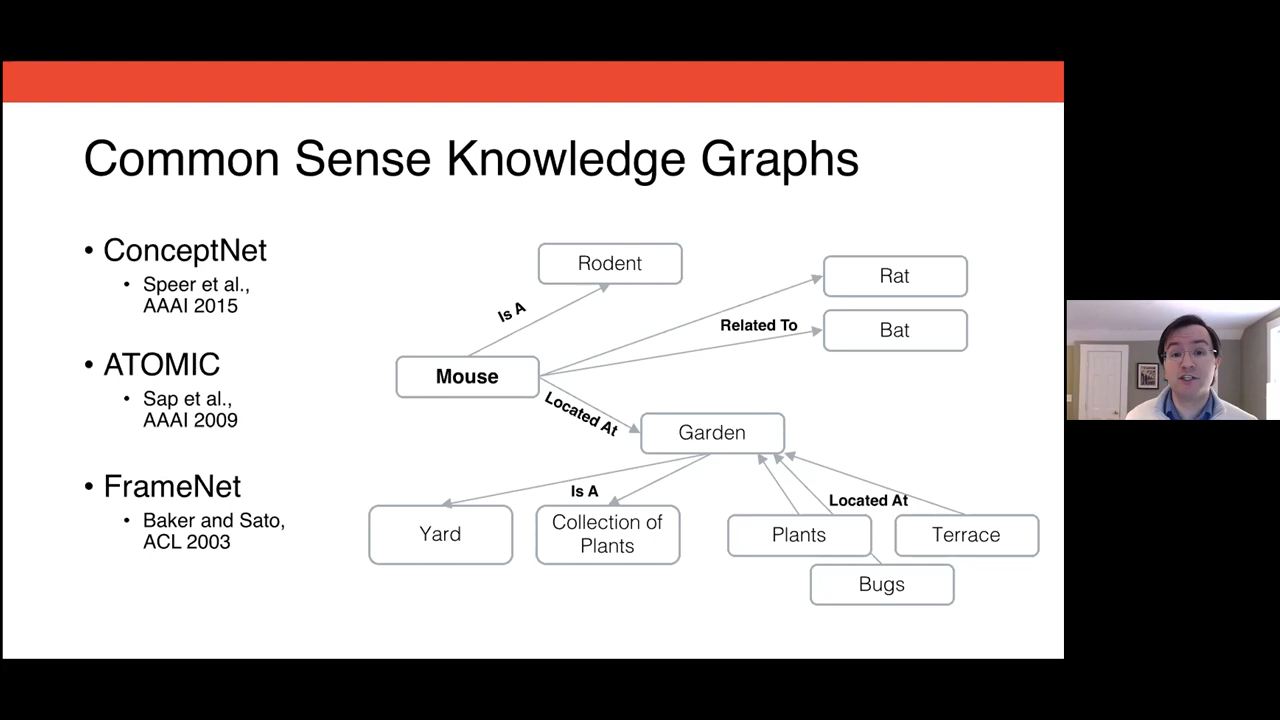 Common Sense Knowledge Graphs
• ConceptNet
• Speer et al.,
AAAI 2015
• ATOMIC
• Sap et al.,
AAAI 2009
• FrameNet
• Baker and Sato,
ACL 2003
Rodent
Rat
Is A
Related To
Bat
Mouse
Located At
Garden
Is A
Located At
Yard
Collection of
Plants
Plants
Terrace
Bugs